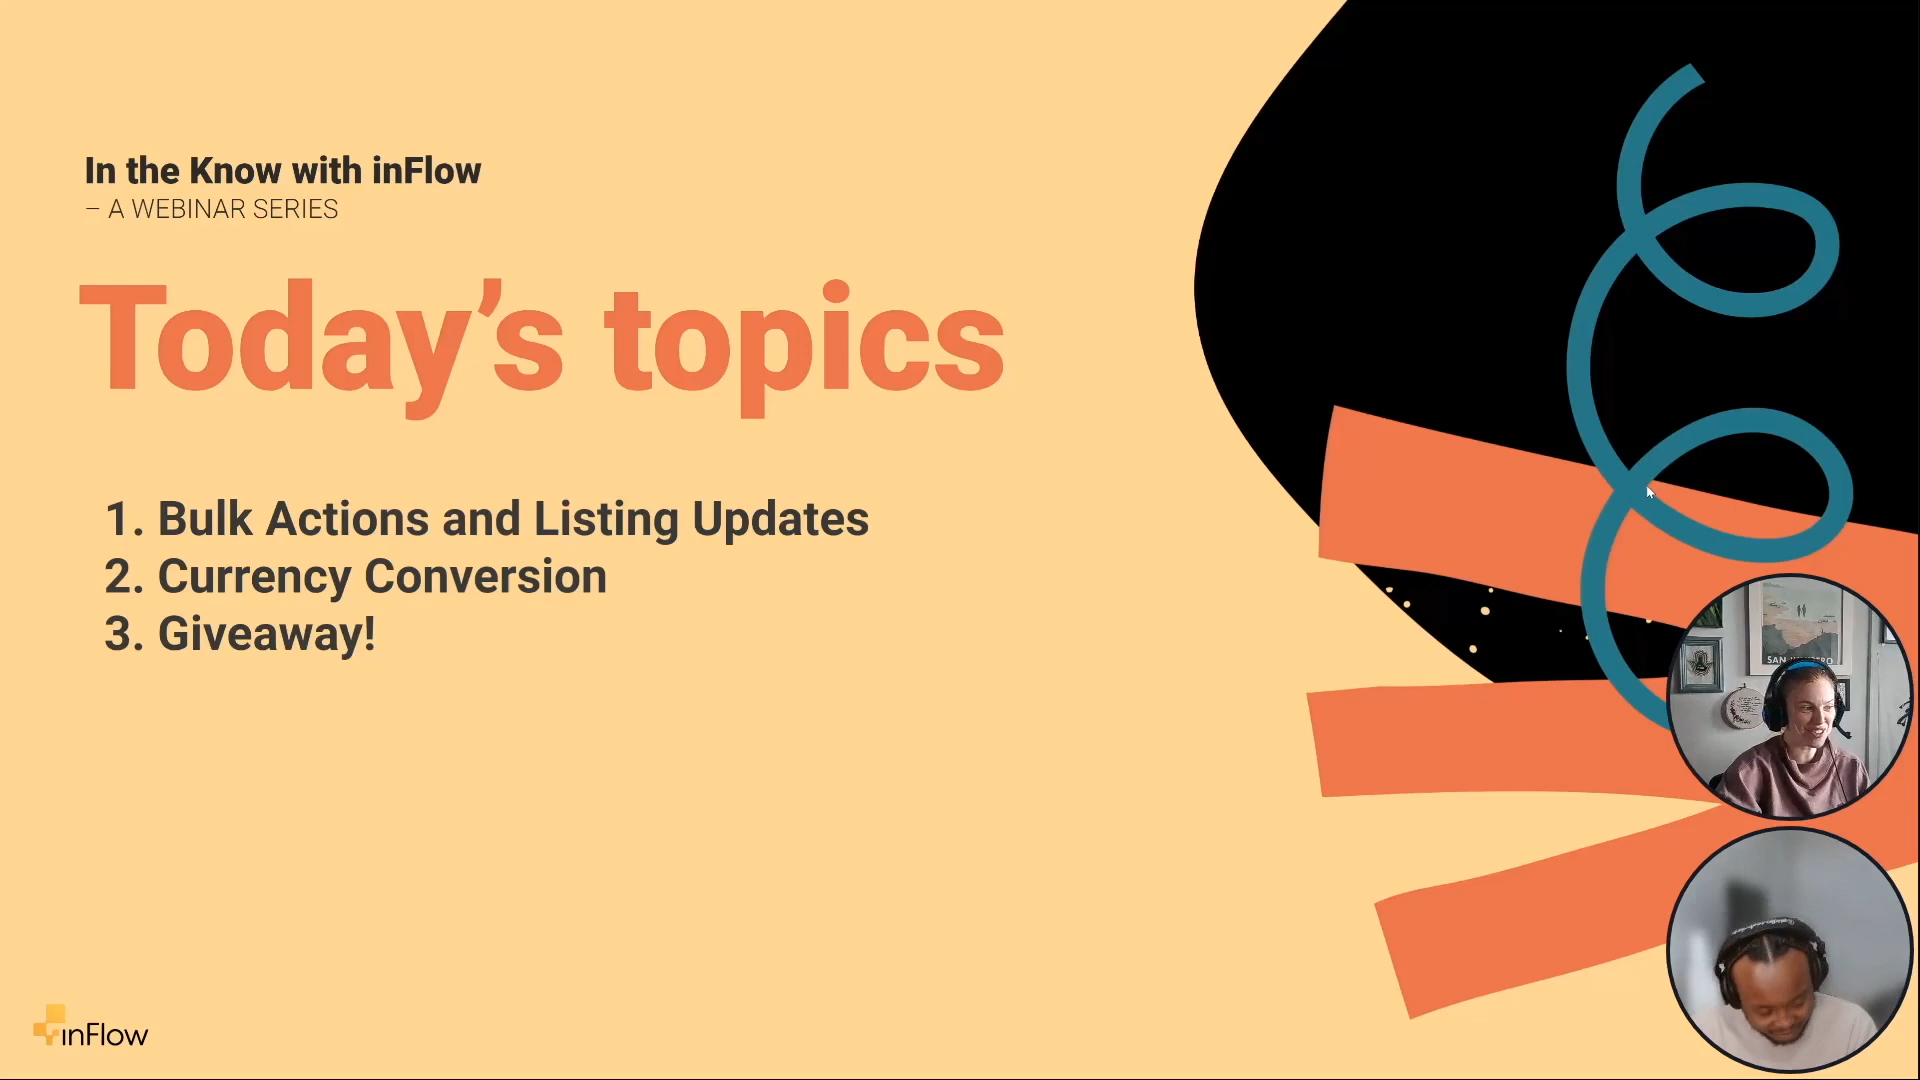 In the Know with inFlow
– A WEBINAR SERIES
Today’s topics
1. Bulk Actions and Listing Updates
2. Currency Conversion
3. Giveaway!
inFlow